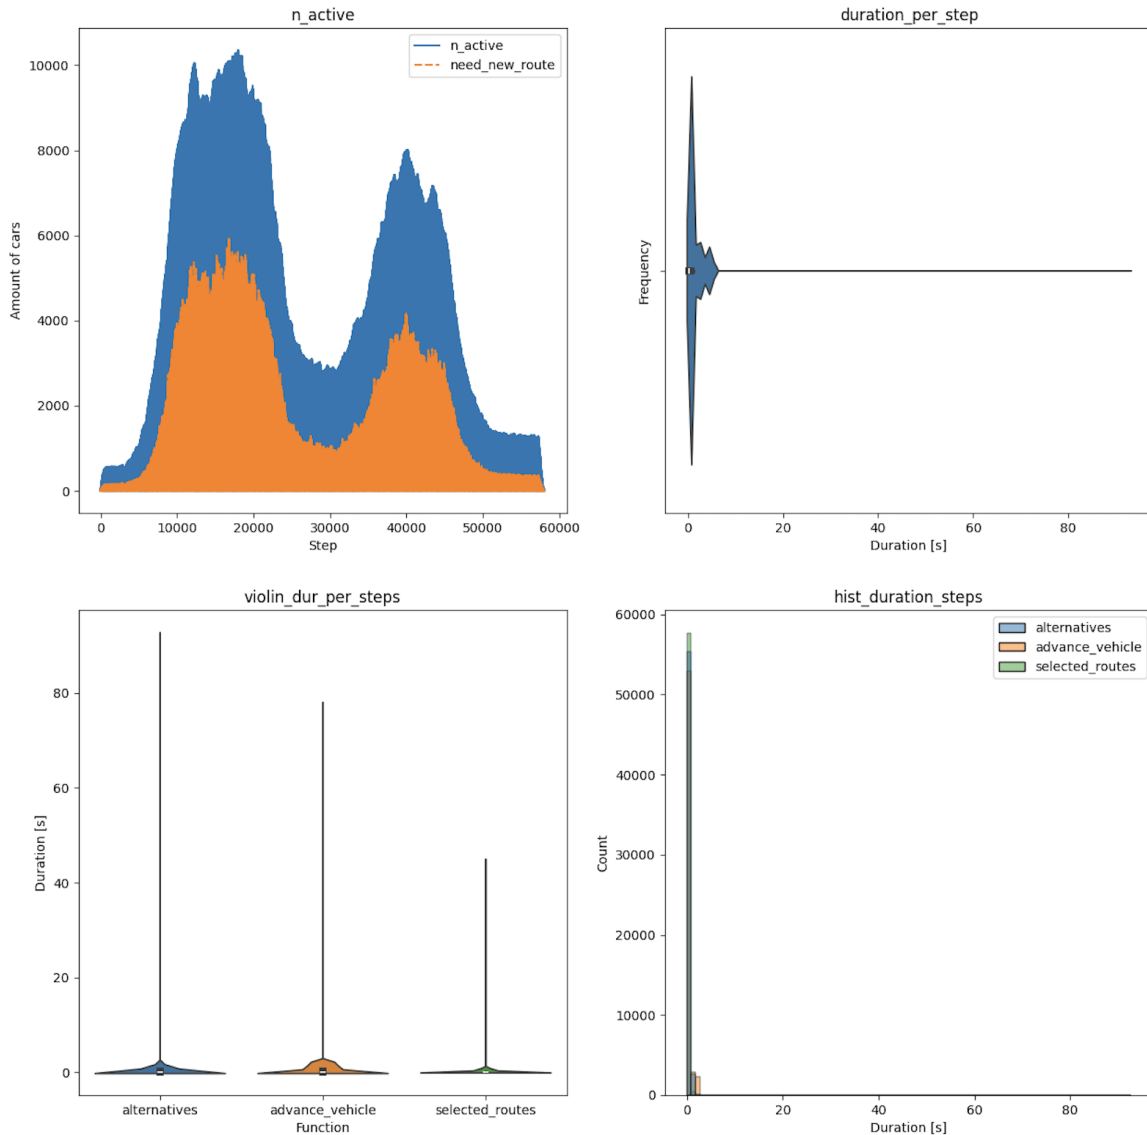 n_active
n_active
need_new_route
10000
8000
6000
4000
2000
0
Amount of cars
0 10000 20000 30000 40000 50000 60000
Step
duration_per_step
Frequency
0 20 40 60 80
Duration [s]
violin_dur_per_steps
80
60
40
20
0
Duration [s]
alternatives advance_vehicle selected_routes
Function
hist_duration_steps
alternatives
advance_vehicle
selected_routes
60000
50000
40000
30000
20000
10000
0
Count
0 20 40 60 80
Duration [s]